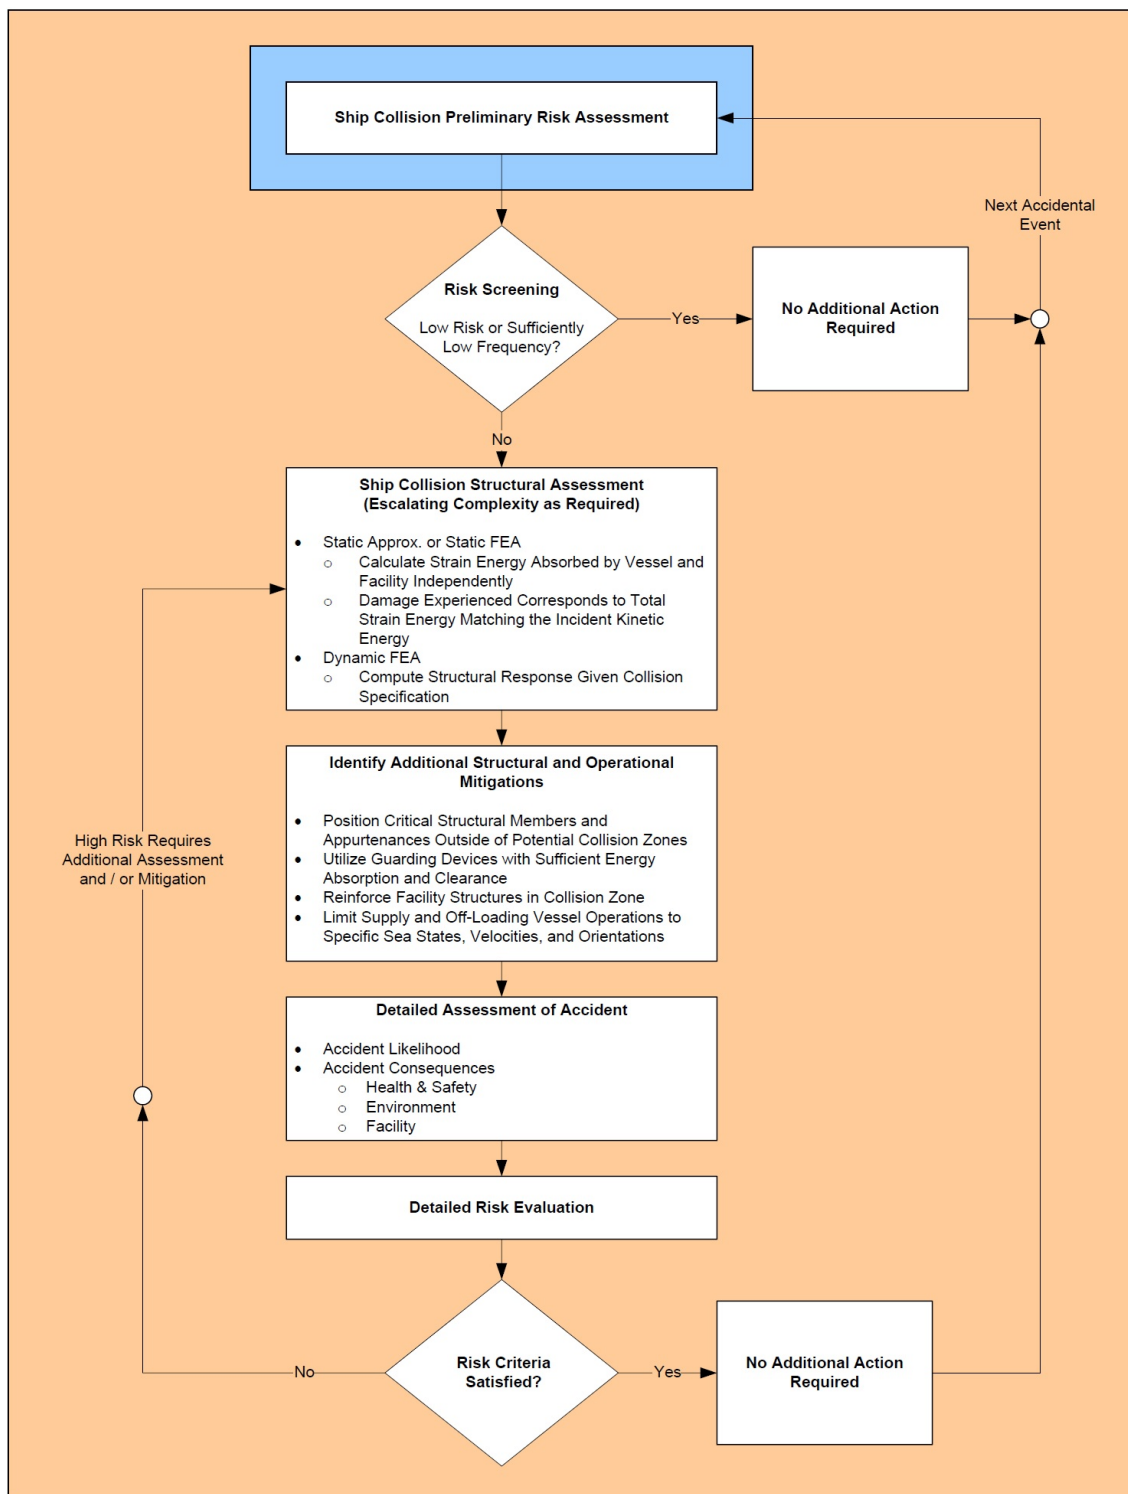 Ship Collision Preliminary Risk Assessment
Next Accidental
Event
Risk Screening
Low Risk or Sufficiently
Low Frequency?
Yes
No Additional Action
Required
No
Ship Collision Structural Assessment
(Escalating Complexity as Required)
• Static Approx. or Static FEA
o Calculate Strain Energy Absorbed by Vessel and
Facility Independently
o Damage Experienced Corresponds to Total
Strain Energy Matching the Incident Kinetic
Energy
• Dynamic FEA
o Compute Structural Response Given Collision
Specification
Identify Additional Structural and Operational
Mitigations
• Position Critical Structural Members and
Appurtenances Outside of Potential Collision Zones
• Utilize Guarding Devices with Sufficient Energy
Absorption and Clearance
• Reinforce Facility Structures in Collision Zone
• Limit Supply and Off-Loading Vessel Operations to
Specific Sea States, Velocities, and Orientations
High Risk Requires
Additional Assessment
and / or Mitigation
Detailed Assessment of Accident
• Accident Likelihood
• Accident Consequences
o Health & Safety
o Environment
o Facility
Detailed Risk Evaluation
Risk Criteria
Satisfied?
No
Yes
No Additional Action
Required